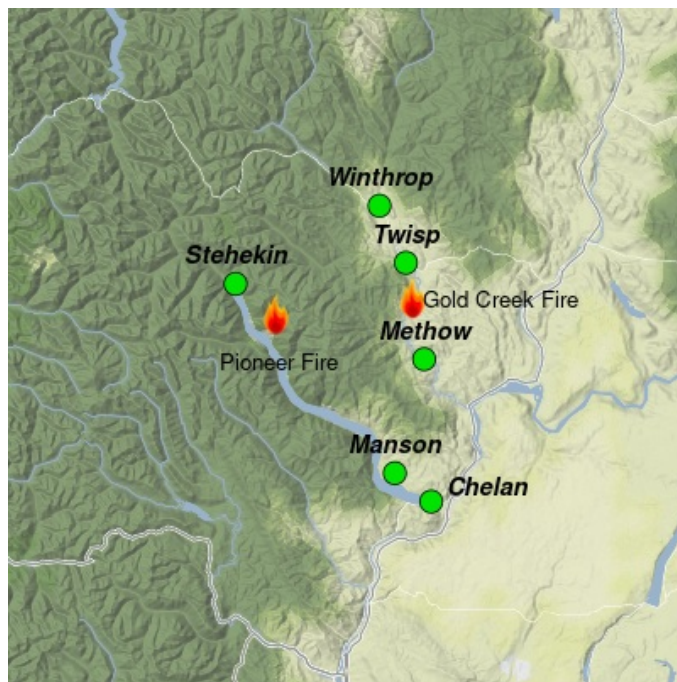 Winthrop
Twisp
Stehekin
Gold Creek Fire
Methow
Pioneer Fire
Manson
Chelan